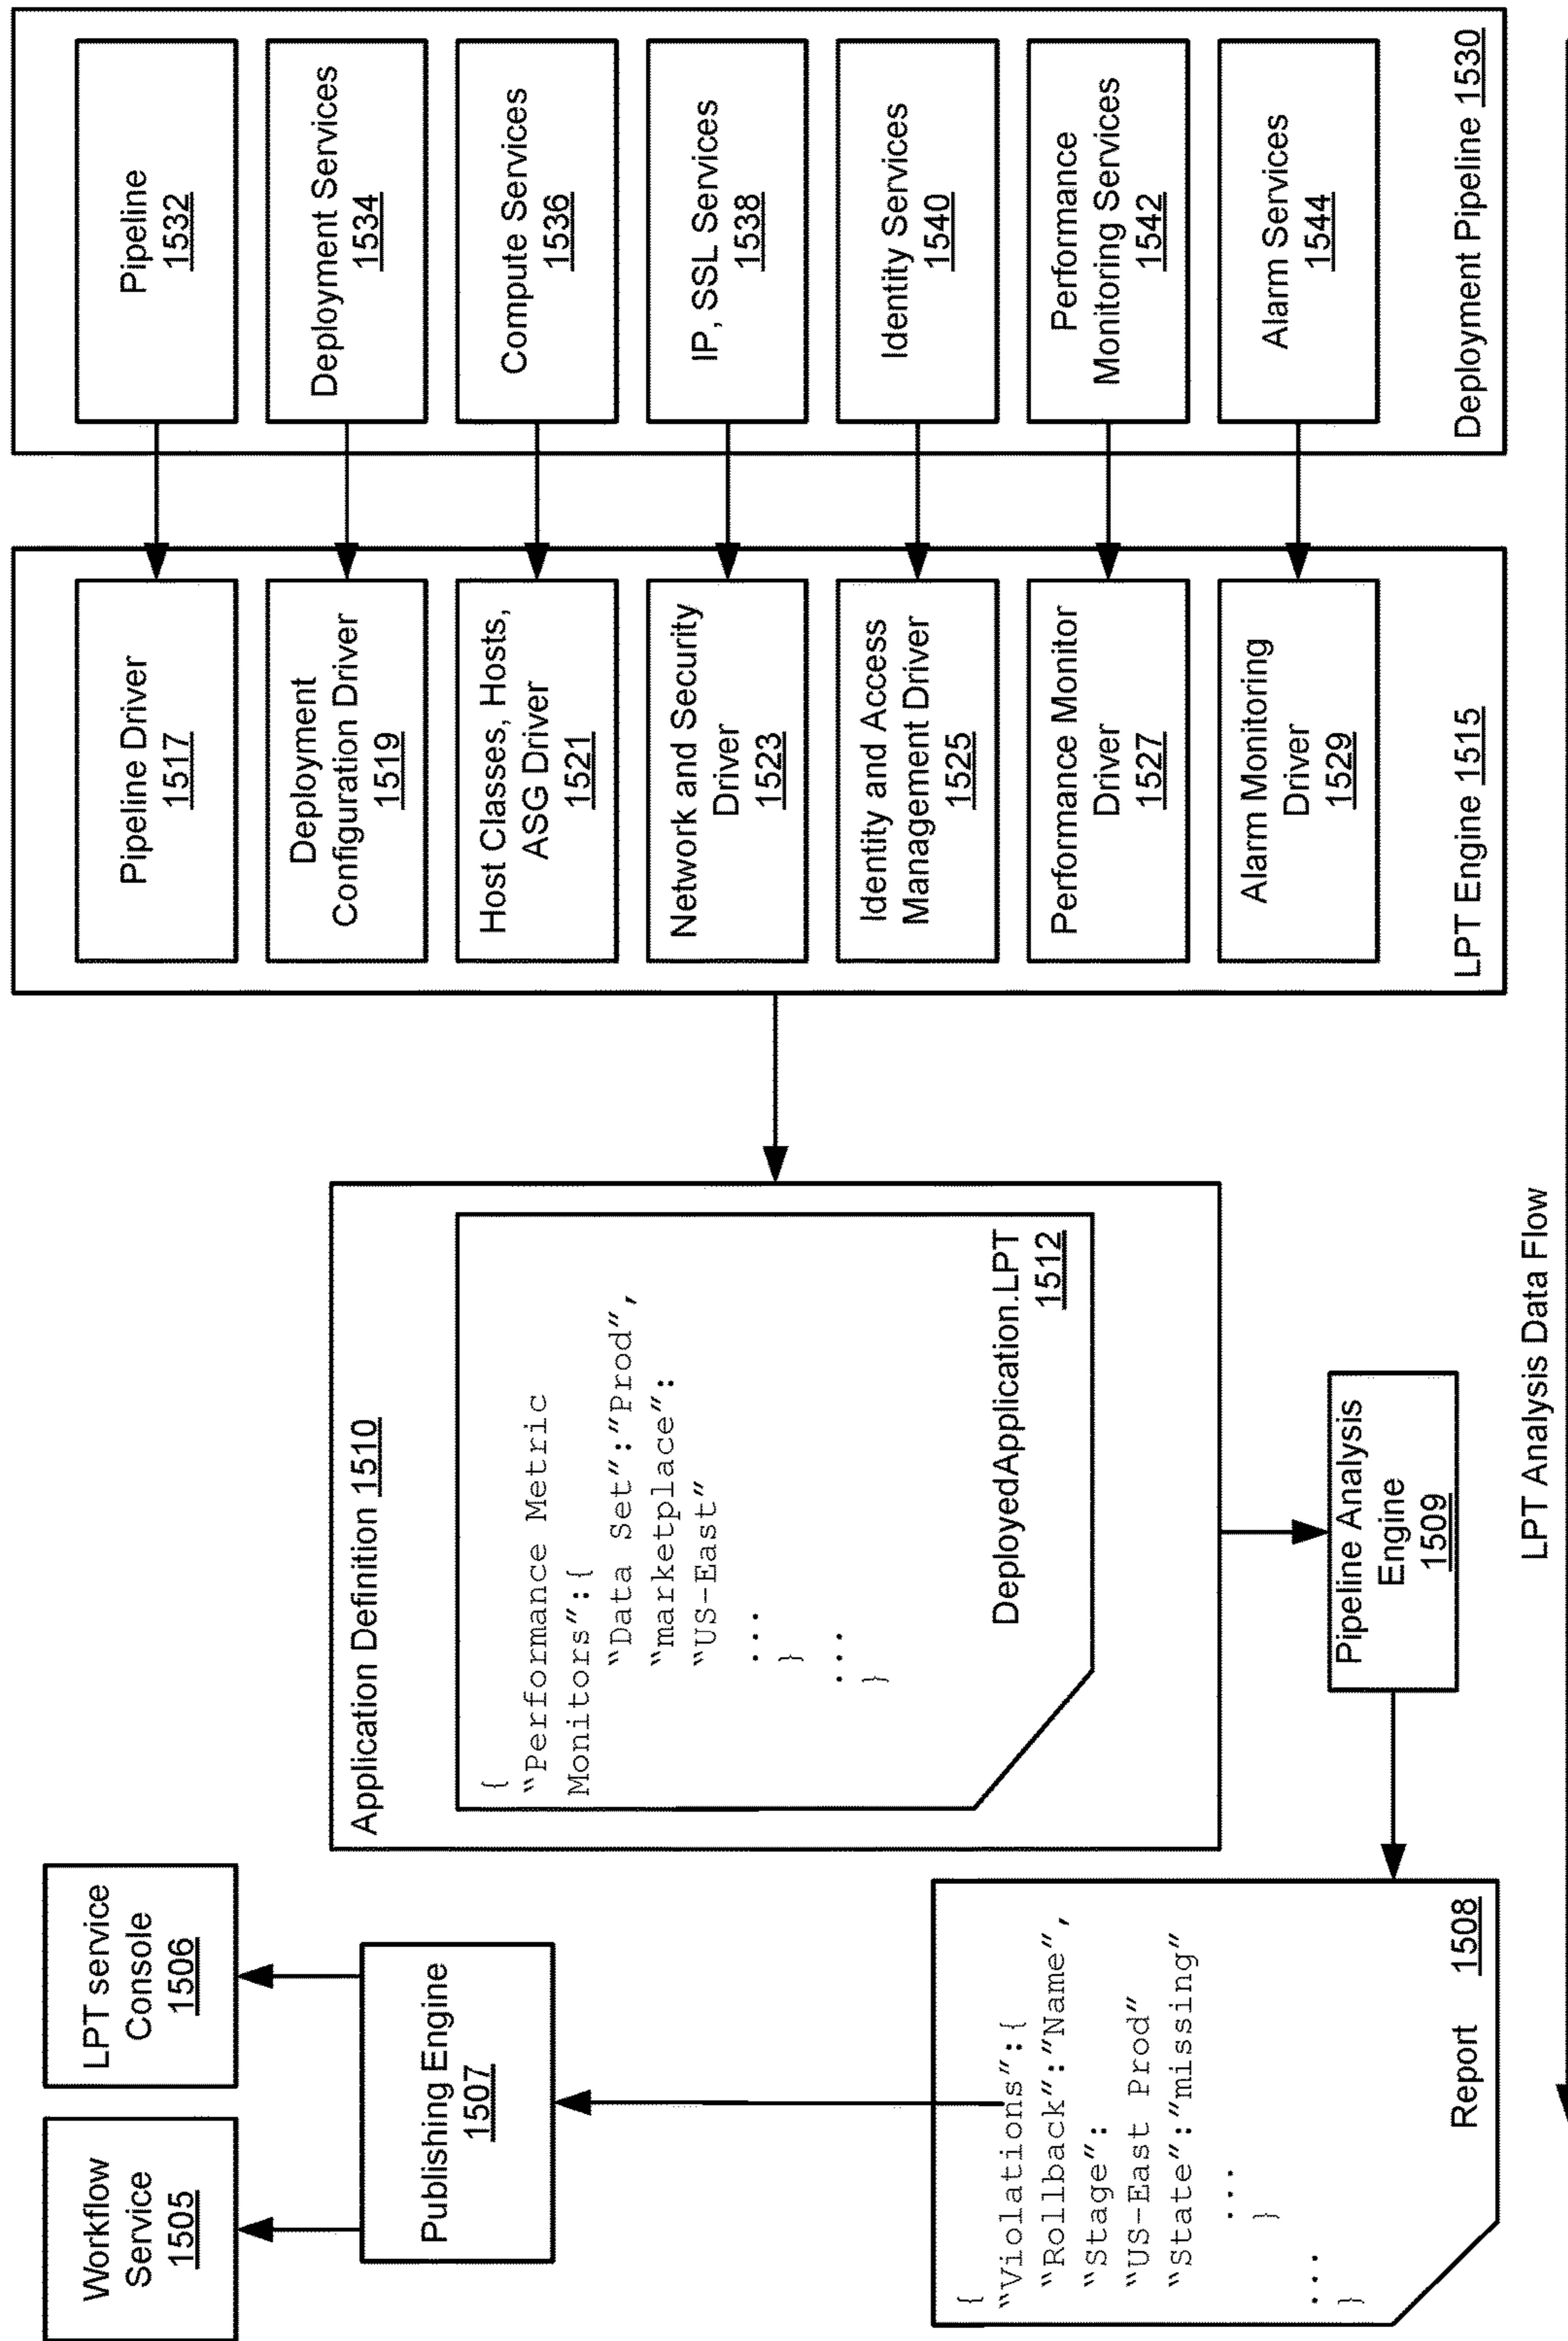 Workflow
Service
1505
LPT service
Console
1506
Publishing Engine
1507
{
“Violations”:{
“Rollback”:“Name”,
“Stage”:
“US-East Prod”
“State”:“missing”
...
}
...
}
Report 1508
Application Definition 1510
{
“Performance Metric
Monitors”:{
“Data Set”:“Prod”,
“marketplace”:
“US-East”
...
}
...
}
DeployedApplication.LPT
1512
Pipeline Analysis
Engine
1509
Pipeline Driver
1517
Deployment
Configuration Driver
1519
Host Classes, Hosts,
ASG Driver
1521
Network and Security
Driver
1523
Identity and Access
Management Driver
1525
Performance Monitor
Driver
1527
Alarm Monitoring
Driver
1529
LPT Engine 1515
Pipeline
1532
Deployment Services
1534
Compute Services
1536
IP, SSL Services
1538
Identity Services
1540
Performance
Monitoring Services
1542
Alarm Services
1544
Deployment Pipeline 1530
LPT Analysis Data Flow